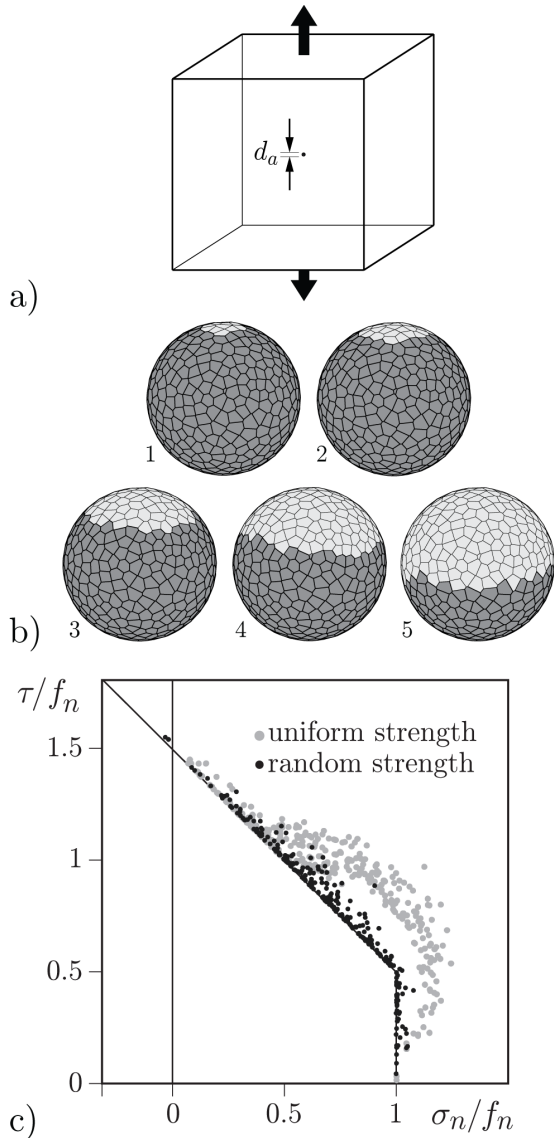 d_a
a)
1 2
3 4 5
b)
τ/f_n
uniform strength
random strength
1.5
1
0.5
0
0 0.5 1 σ_n/f_n
c)